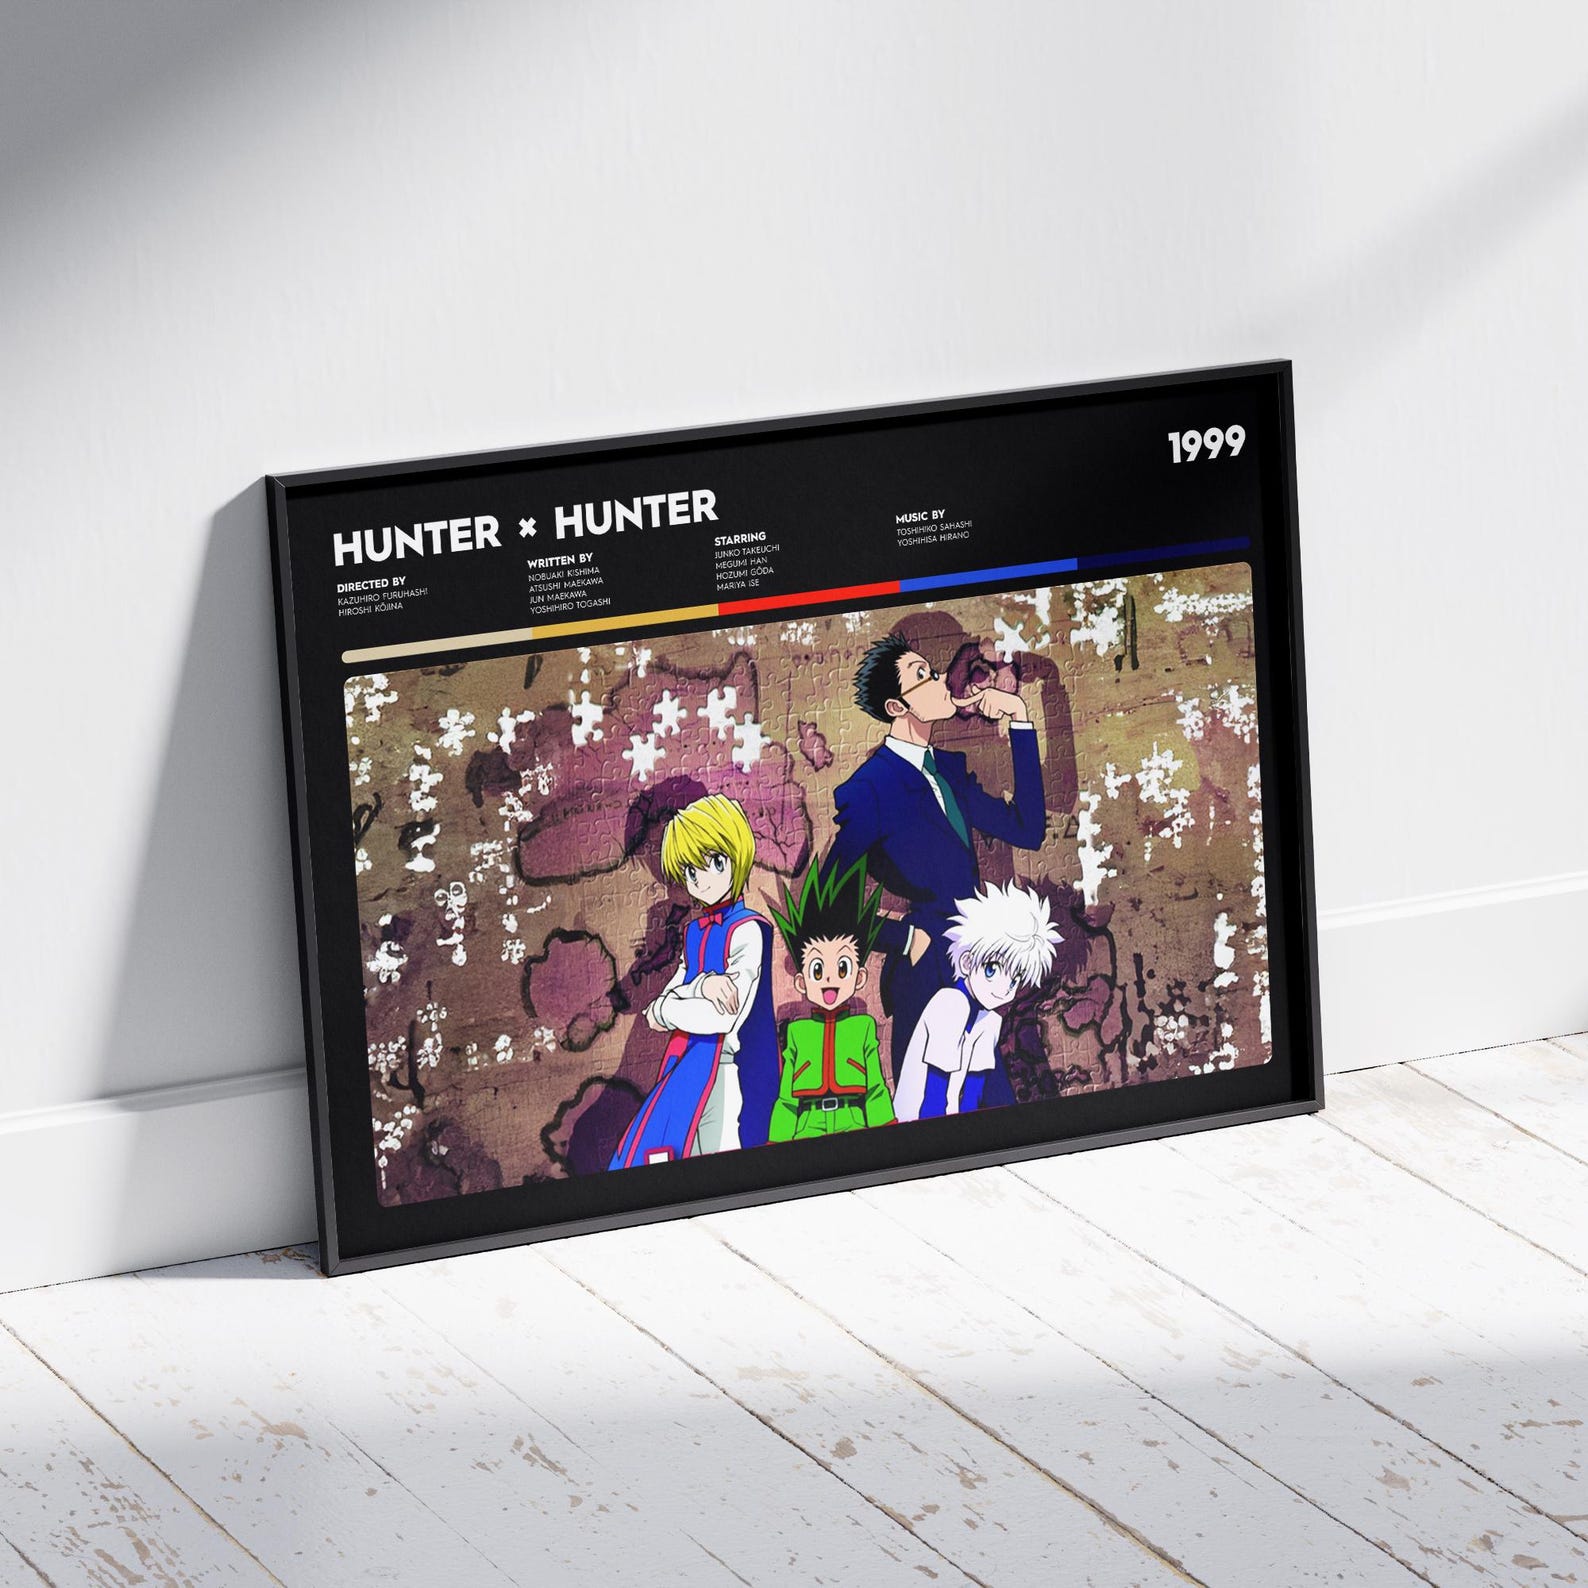 HUNTER × HUNTER
1999
DIRECTED BY
KAZUHIRO FURUHASHI
HIROSHI KŌJINA
WRITTEN BY
NOBUAKI KISHIMA
ATSUSHI MAEKAWA
JUN MAEKAWA
YOSHIHIRO TOGASHI
STARRING
JUNKO TAKEUCHI
MEGUMI HAN
HOZUMI GŌDA
MARIYA ISE
MUSIC BY
TOSHIHIKO SAHASHI
YOSHIHISA HIRANO